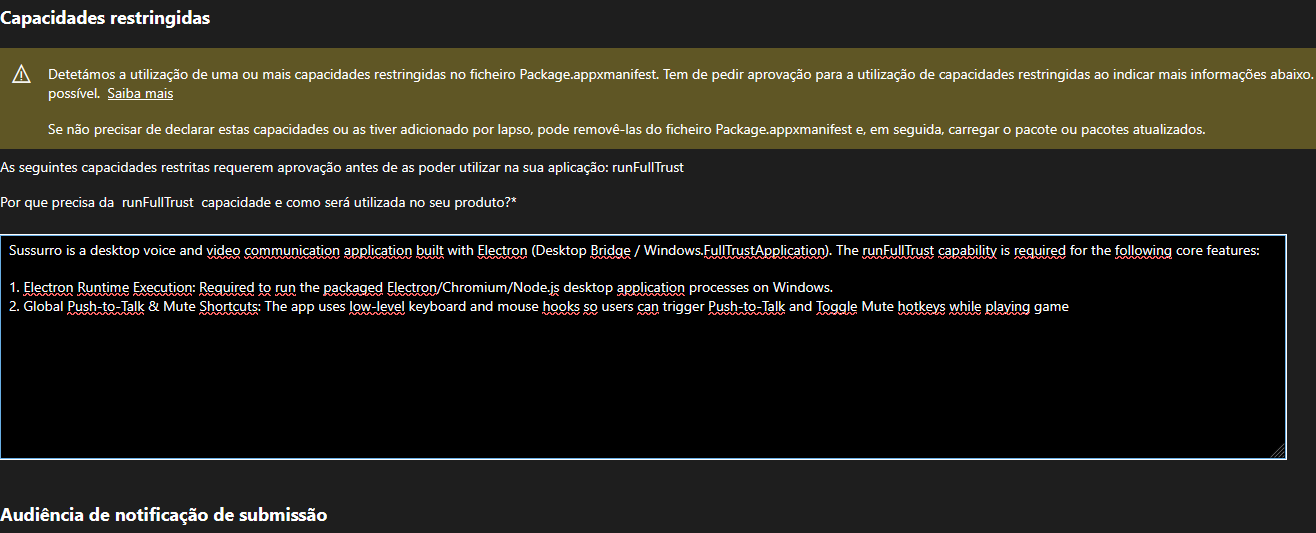 Capacidades restringidas
Detetámos a utilização de uma ou mais capacidades restringidas no ficheiro Package.appxmanifest. Tem de pedir aprovação para a utilização de capacidades restringidas ao indicar mais informações abaixo.
possível. Saiba mais
Se não precisar de declarar estas capacidades ou as tiver adicionado por lapso, pode removê-las do ficheiro Package.appxmanifest e, em seguida, carregar o pacote ou pacotes atualizados.
As seguintes capacidades restritas requerem aprovação antes de as poder utilizar na sua aplicação: runFullTrust
Por que precisa da runFullTrust capacidade e como será utilizada no seu produto?*
Sussurro is a desktop voice and video communication application built with Electron (Desktop Bridge / Windows.FullTrustApplication). The runFullTrust capability is required for the following core features:
1. Electron Runtime Execution: Required to run the packaged Electron/Chromium/Node.js desktop application processes on Windows.
2. Global Push-to-Talk & Mute Shortcuts: The app uses low-level keyboard and mouse hooks so users can trigger Push-to-Talk and Toggle Mute hotkeys while playing game
Audiência de notificação de submissão